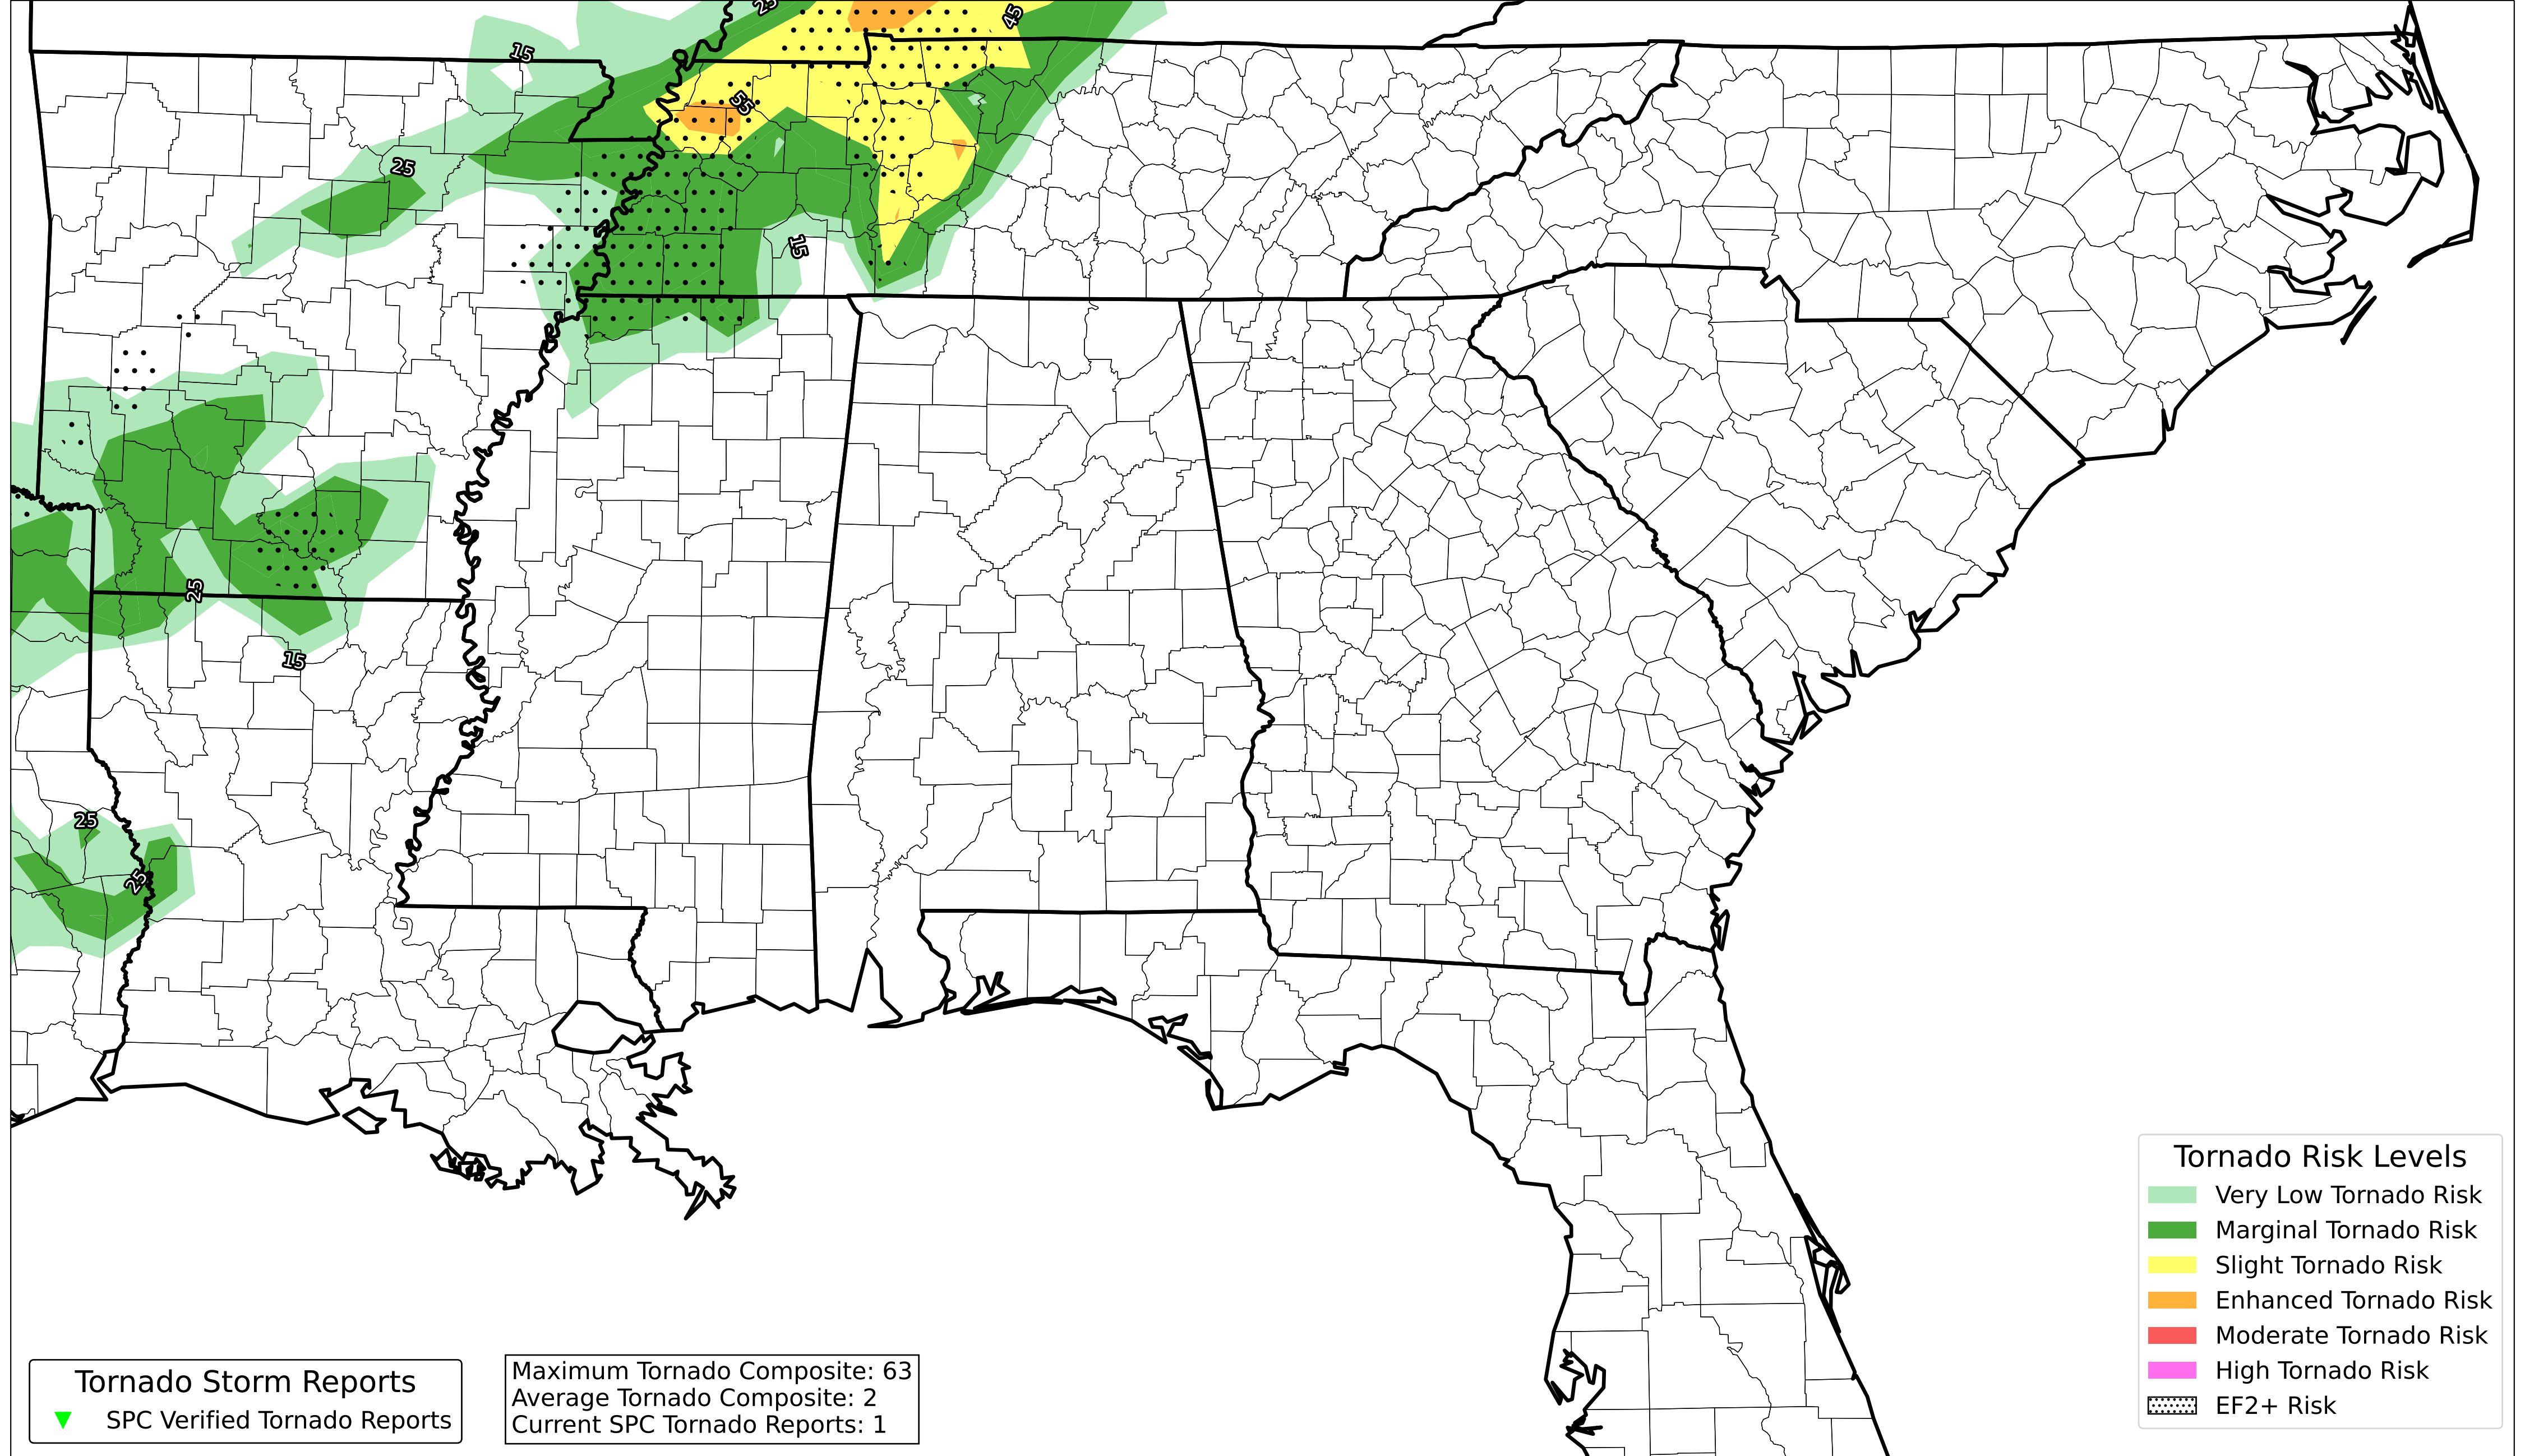 25
45
15
55
25
15
25
15
25
25
Tornado Risk Levels
Very Low Tornado Risk
Marginal Tornado Risk
Slight Tornado Risk
Enhanced Tornado Risk
Moderate Tornado Risk
High Tornado Risk
EF2+ Risk
Tornado Storm Reports
SPC Verified Tornado Reports
Maximum Tornado Composite: 63
Average Tornado Composite: 2
Current SPC Tornado Reports: 1